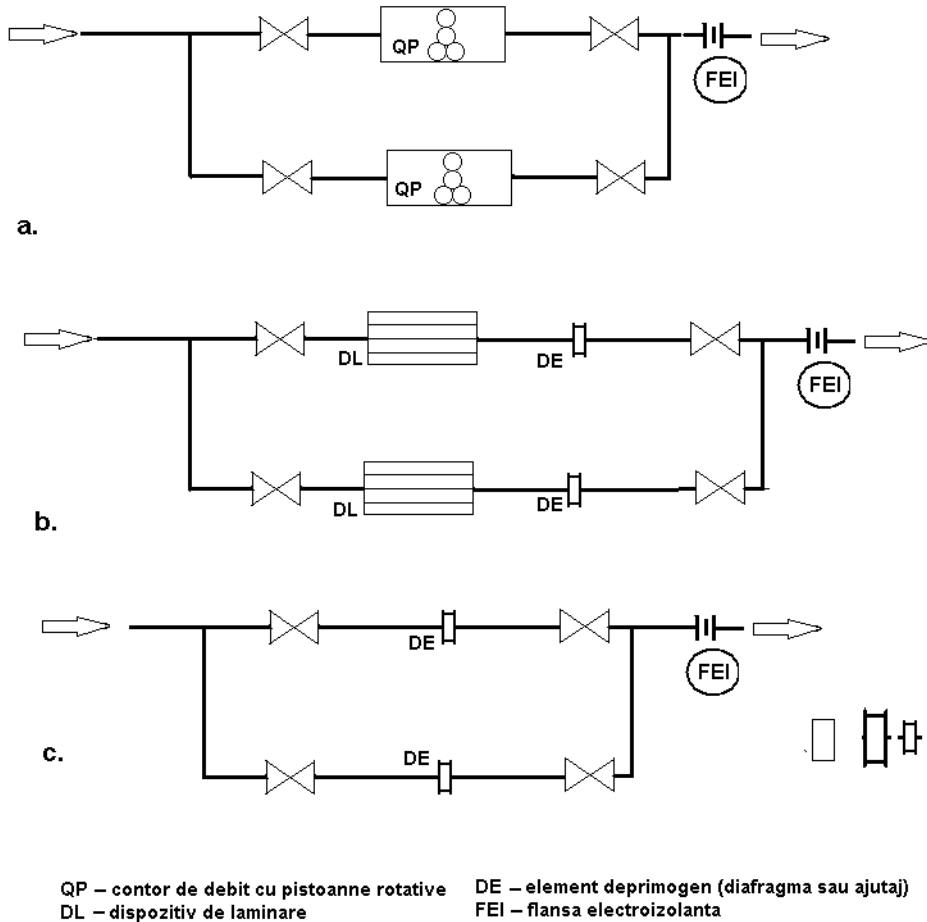 QP
FEI
QP
a.
DL
DE
FEI
DL
DE
b.
DE
FEI
DE
c.
QP – contor de debit cu pistoanne rotative
DE – element deprimogen (diafragma sau ajutaj)
DL – dispozitiv de laminare
FEI – flansa electroizolanta